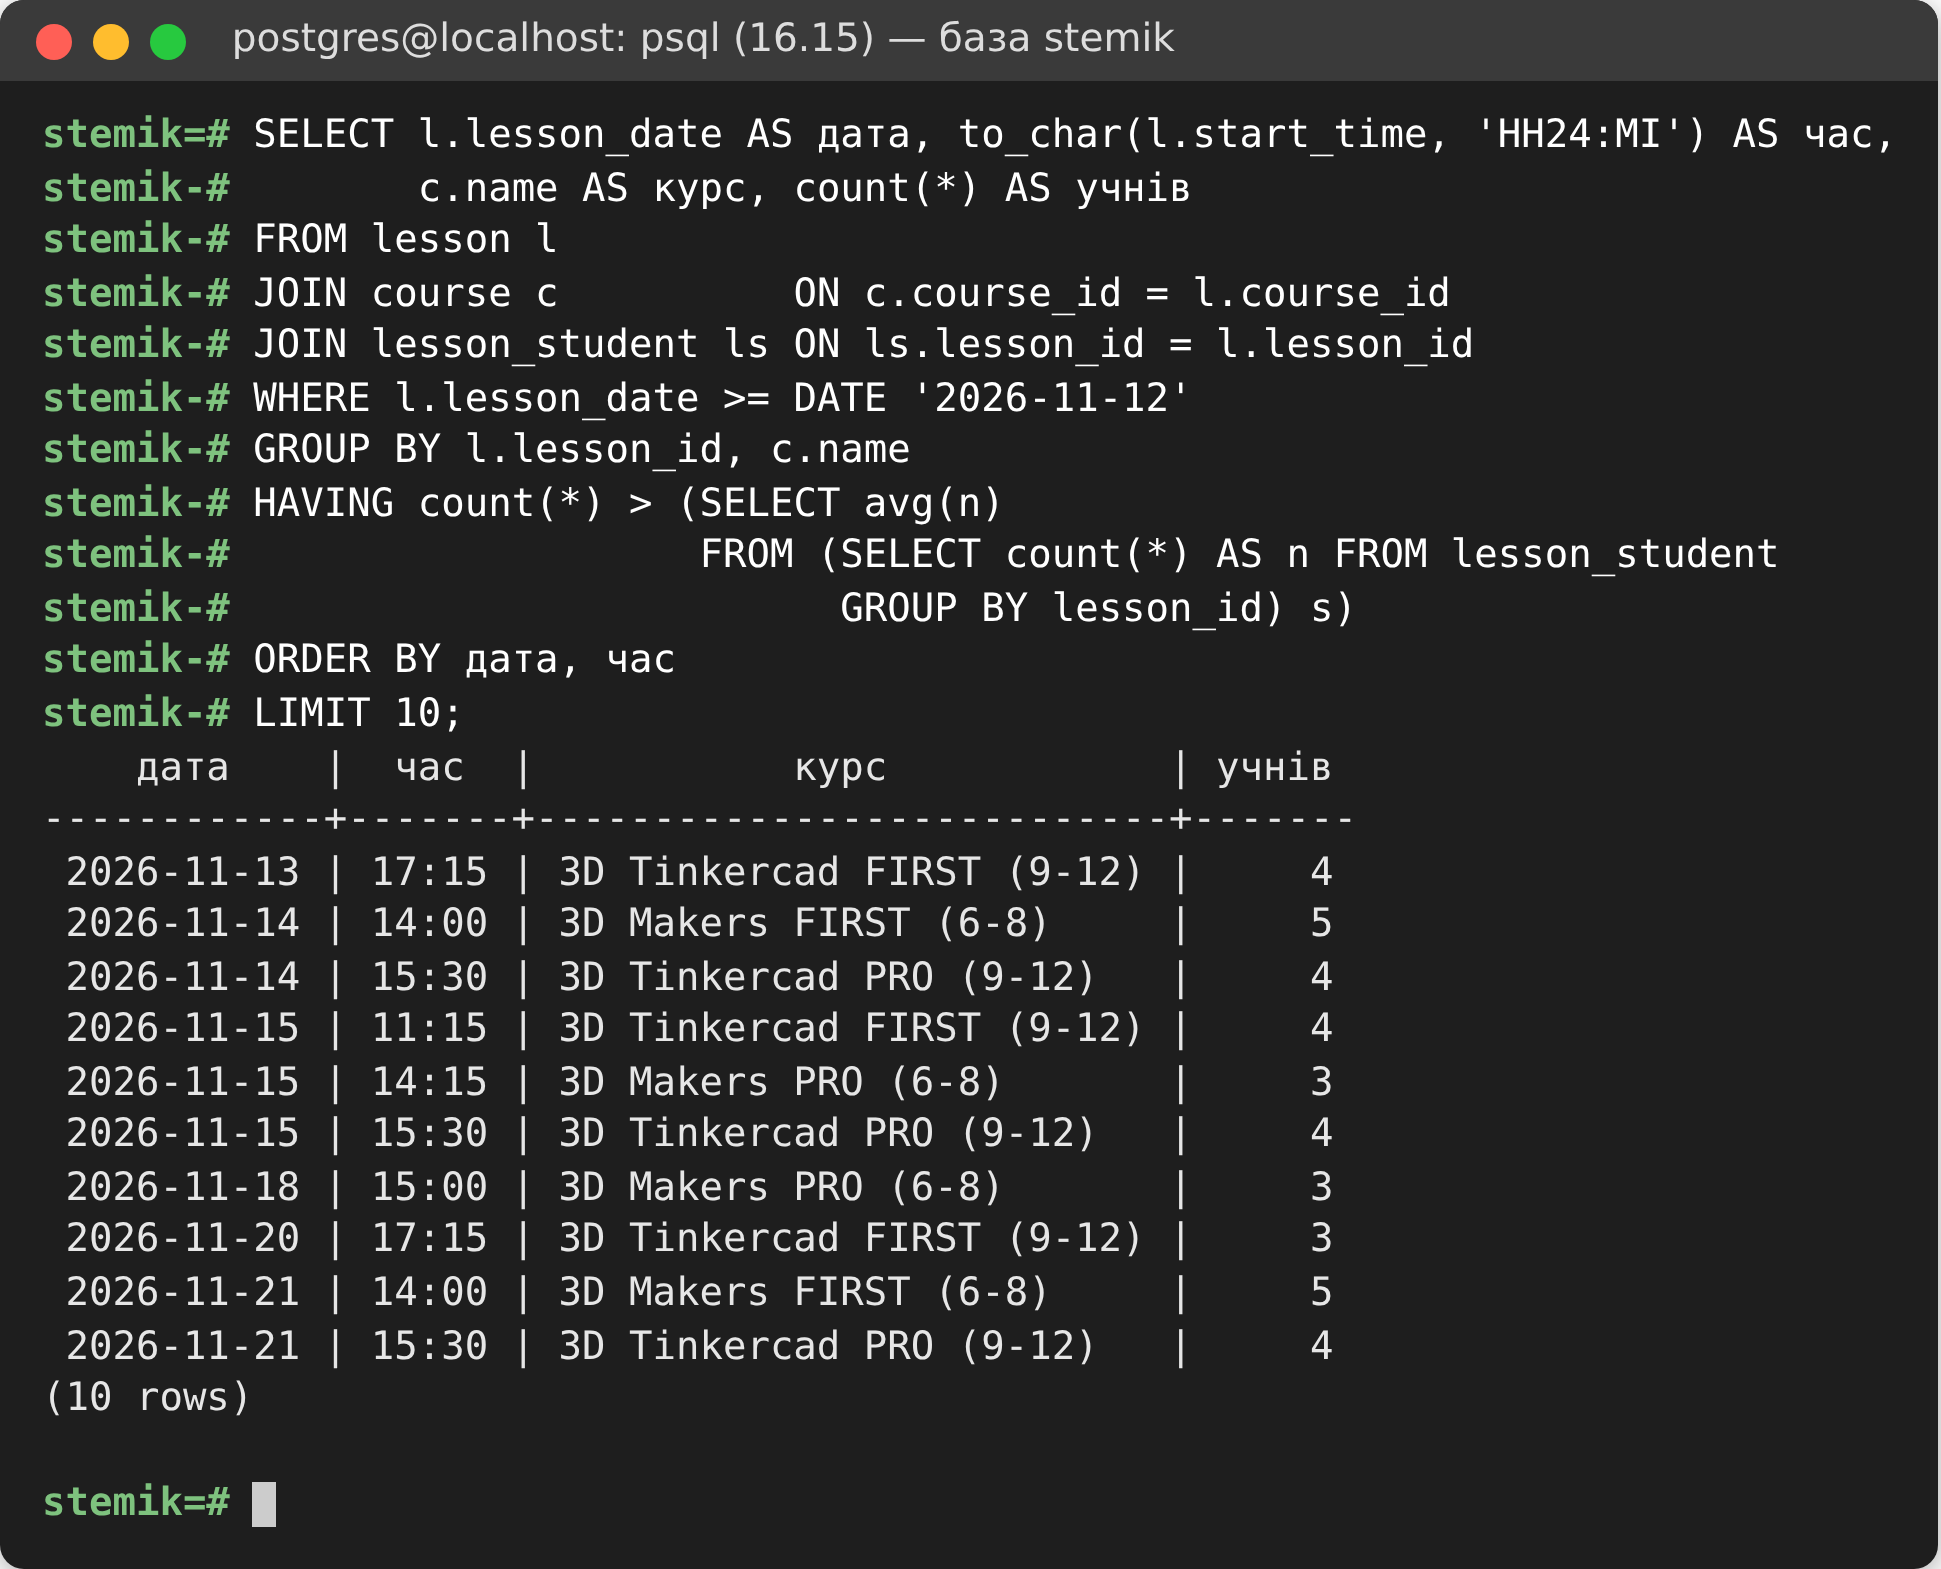 postgres@localhost: psql (16.15) — база stemik
stemik=# SELECT l.lesson_date AS дата, to_char(l.start_time, 'HH24:MI') AS час,
stemik-#        c.name AS курс, count(*) AS учнів
stemik-# FROM lesson l
stemik-# JOIN course c          ON c.course_id = l.course_id
stemik-# JOIN lesson_student ls ON ls.lesson_id = l.lesson_id
stemik-# WHERE l.lesson_date >= DATE '2026-11-12'
stemik-# GROUP BY l.lesson_id, c.name
stemik-# HAVING count(*) > (SELECT avg(n)
stemik-#                    FROM (SELECT count(*) AS n FROM lesson_student
stemik-#                          GROUP BY lesson_id) s)
stemik-# ORDER BY дата, час
stemik-# LIMIT 10;
    дата    |  час  |           курс            | учнів
------------+-------+---------------------------+-------
 2026-11-13 | 17:15 | 3D Tinkercad FIRST (9-12) |     4
 2026-11-14 | 14:00 | 3D Makers FIRST (6-8)     |     5
 2026-11-14 | 15:30 | 3D Tinkercad PRO (9-12)   |     4
 2026-11-15 | 11:15 | 3D Tinkercad FIRST (9-12) |     4
 2026-11-15 | 14:15 | 3D Makers PRO (6-8)       |     3
 2026-11-15 | 15:30 | 3D Tinkercad PRO (9-12)   |     4
 2026-11-18 | 15:00 | 3D Makers PRO (6-8)       |     3
 2026-11-20 | 17:15 | 3D Tinkercad FIRST (9-12) |     3
 2026-11-21 | 14:00 | 3D Makers FIRST (6-8)     |     5
 2026-11-21 | 15:30 | 3D Tinkercad PRO (9-12)   |     4
(10 rows)
stemik=#